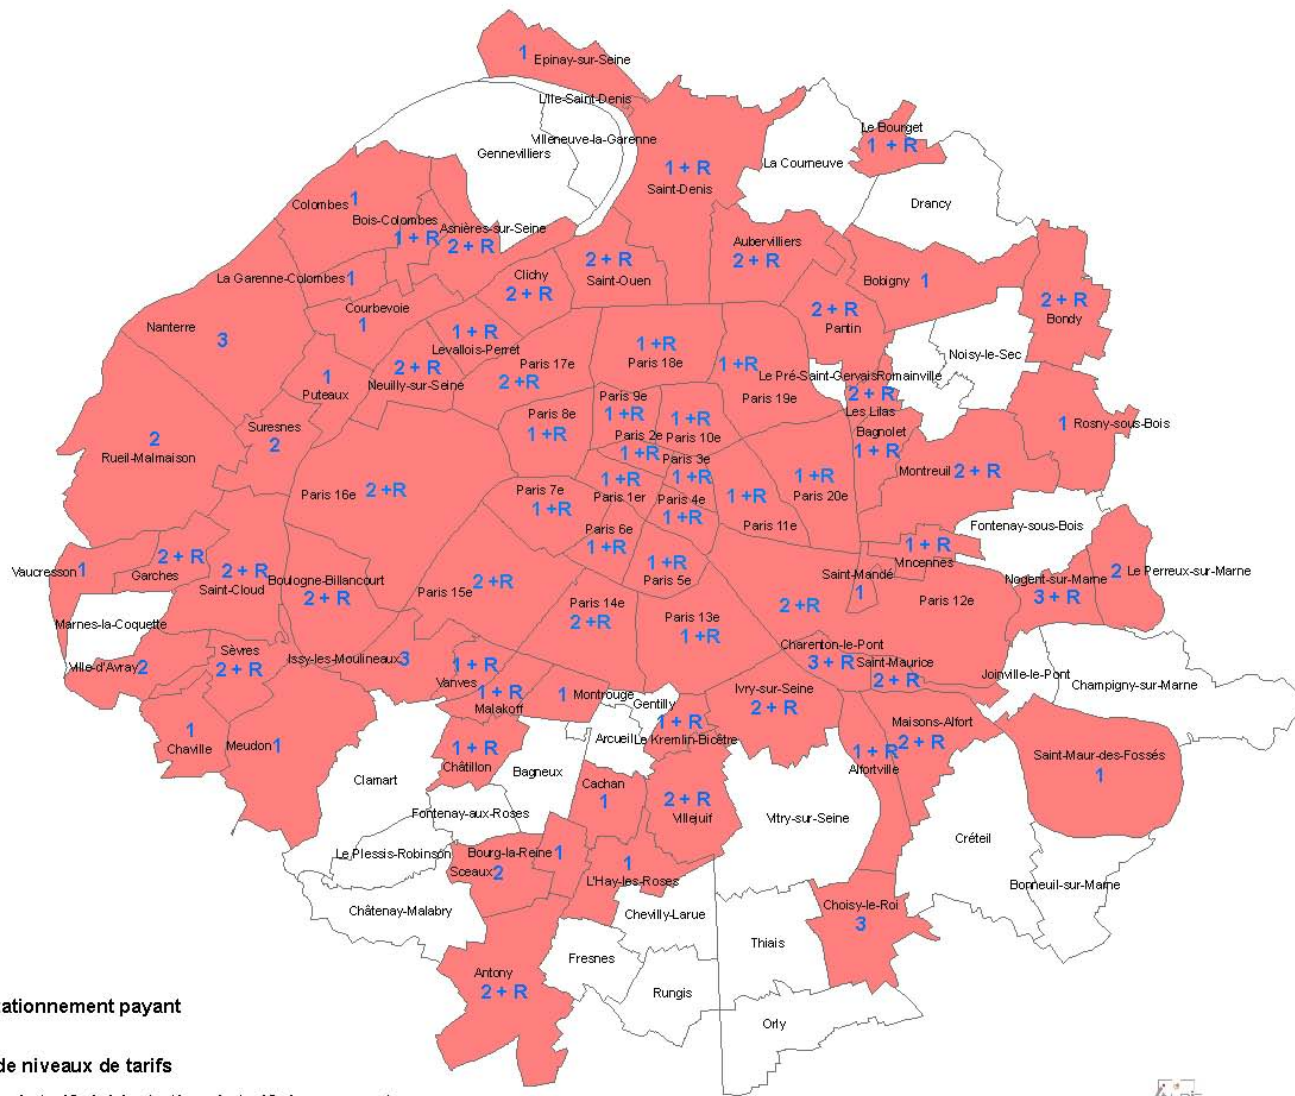 1 Epinay-sur-Seine
L'Ile-Saint-Denis
Villeneuve-la-Garenne
Gennevilliers
Le Bourget
1 + R
La Courneuve
1 + R
Saint-Denis
Drancy
Colombes 1
Bois-Colombes
1 + R
Asnières-sur-Seine
2 + R
Aubervilliers
2 + R
2 + R
Saint-Ouen
La Garenne-Colombes 1
Clichy
2 + R
Bobigny 1
2 + R
Bondy
Courbevoie
1
2 + R
Pantin
Nanterre 3
1 + R
Levallois-Perret
1 +R
Paris 18e
1 +R
Paris 19e
Noisy-le-Sec
2 + R
Neuilly-sur-Seine
Paris 17e
2 +R
1
Puteaux
Le Pré-Saint-Gervais
Romainville
2 + R
Les Lilas
Paris 9e
1 +R
Paris 8e
1 +R
1 +R
Paris 10e
Suresnes
2
2
Rueil-Malmaison
Paris 2e
1 +R
Bagnolet
1 + R
1 Rosny-sous-Bois
Paris 3e
1 +R
1 +R
Paris 1er
Montreuil 2 + R
1 +R
Paris 20e
Paris 16e 2 +R
Paris 7e
1 +R
Paris 4e
1 +R
1 +R
Paris 11e
Paris 6e
1 +R
Fontenay-sous-Bois
1 + R
Vincennes
Vaucresson 1
2 + R
Garches
2 + R
Saint-Cloud
Boulogne-Billancourt
2 + R
Paris 15e 2 +R
1 +R
Paris 5e
Saint-Mandé
1
Nogent-sur-Marne
3 + R
2 Le Perreux-sur-Marne
Paris 14e
2 +R
2 +R
Paris 12e
Marnes-la-Coquette
Paris 13e
1 +R
Sèvres
2 + R
Issy-les-Moulineaux 3
Charenton-le-Pont
3 + R
Saint-Maurice
2 + R
Ville-d'Avray 2
1 + R
Vanves
Joinville-le-Pont
Champigny-sur-Marne
1 + R
Malakoff
1 Montrouge
Gentilly
Ivry-sur-Seine
2 + R
1 + R
Le Kremlin-Bicêtre
Maisons-Alfort
2 + R
1
Chaville
Meudon 1
1 + R
Châtillon
Arcueil
1 + R
Alfortville
Saint-Maur-des-Fossés
1
Clamart
Bagneux
Cachan
1
2 + R
Villejuif
Fontenay-aux-Roses
Vitry-sur-Seine
Créteil
Le Plessis-Robinson
Bourg-la-Reine 1
Sceaux 2
1
L'Hay-les-Roses
Bonneuil-sur-Marne
Châtenay-Malabry
Chevilly-Larue
Choisy-le-Roi
3
Thiais
Fresnes
Antony
2 + R
Rungis
Orly
tationnement payant
de niveaux de tarifs